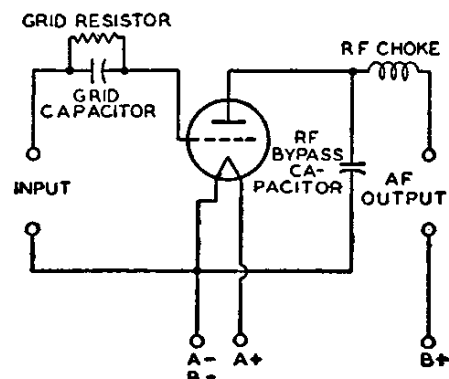 GRID RESISTOR
GRID
CAPACITOR
RF CHOKE
RF
BYPASS
CA-
PACITOR
INPUT
AF
OUTPUT
A- A+ B+
B-